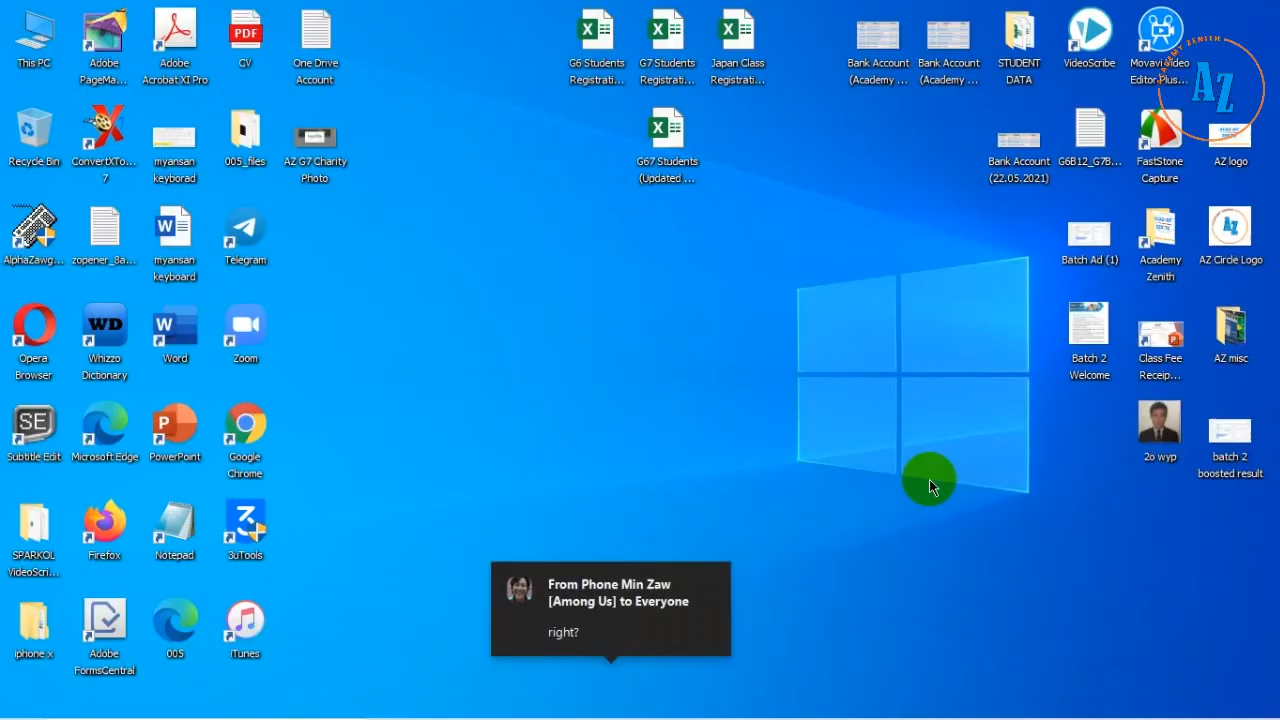 This PC
Adobe
PageMa...
Adobe
Acrobat XI Pro
PDF
CV
One Drive
Account
G6 Students
Registrati...
G7 Students
Registrati...
Japan Class
Registrati...
Bank Account
(Academy ...
Bank Account
(Academy ...
STUDENT
DATA
VideoScribe
Movavi Video
Editor Plus...
AZ
Recycle Bin
ConvertXTo...
7
myansan
keyborad
005_files
AZ G7 Charity
Photo
G67 Students
(Updated ...
Bank Account
(22.05.2021)
G6B12_G7B...
FastStone
Capture
AZ logo
AlphaZawg...
zopener_8a...
W
myansan
keyboard
Telegram
Batch Ad (1)
Academy
Zenith
AZ
AZ Circle Logo
Opera
Browser
WD
Whizzo
Dictionary
W
Word
Zoom
Batch 2
Welcome
P
Class Fee
Receip...
AZ misc
SE
Subtitle Edit
Microsoft Edge
P
PowerPoint
Google
Chrome
2o wyp
batch 2
boosted result
SPARKOL
VideoScri...
Firefox
Notepad
3uTools
From Phone Min Zaw
[Among Us] to Everyone
right?
iphone x
Adobe
FormsCentral
005
iTunes